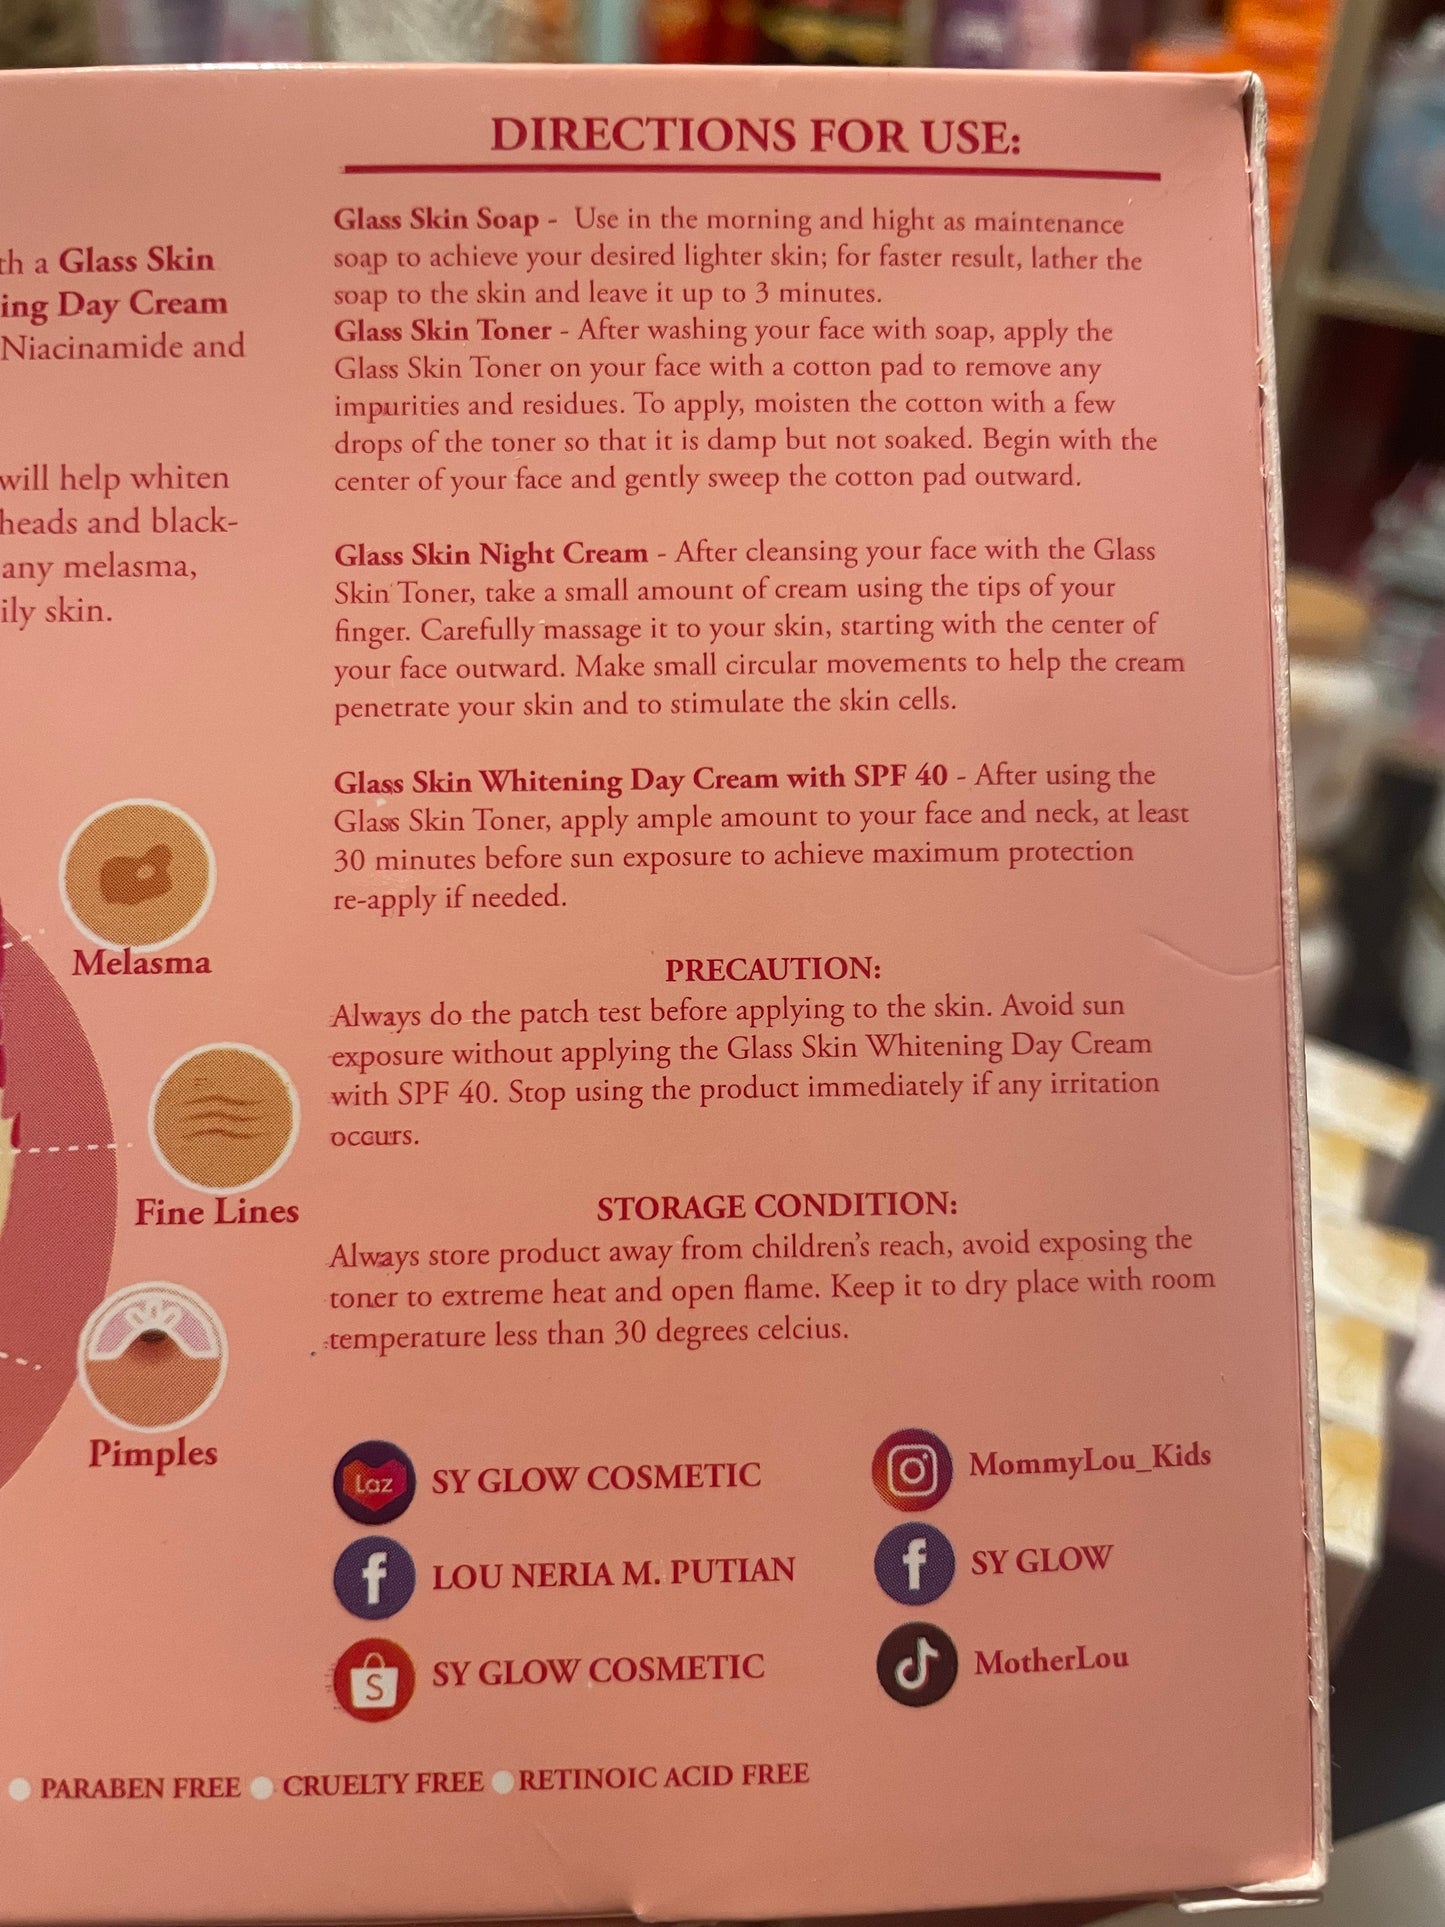 DIRECTIONS FOR USE:
Glass Skin Soap - Use in the morning and hight as maintenance
soap to achieve your desired lighter skin; for faster result, lather the
soap to the skin and leave it up to 3 minutes.
Glass Skin Toner - After washing your face with soap, apply the
Glass Skin Toner on your face with a cotton pad to remove any
impurities and residues. To apply, moisten the cotton with a few
drops of the toner so that it is damp but not soaked. Begin with the
center of your face and gently sweep the cotton pad outward.
Glass Skin Night Cream - After cleansing your face with the Glass
Skin Toner, take a small amount of cream using the tips of your
finger. Carefully massage it to your skin, starting with the center of
your face outward. Make small circular movements to help the cream
penetrate your skin and to stimulate the skin cells.
Glass Skin Whitening Day Cream with SPF 40 - After using the
Glass Skin Toner, apply ample amount to your face and neck, at least
30 minutes before sun exposure to achieve maximum protection
re-apply if needed.
PRECAUTION:
Always do the patch test before applying to the skin. Avoid sun
exposure without applying the Glass Skin Whitening Day Cream
with SPF 40. Stop using the product immediately if any irritation
occurs.
STORAGE CONDITION:
Always store product away from children's reach, avoid exposing the
toner to extreme heat and open flame. Keep it to dry place with room
temperature less than 30 degrees celcius.
Laz SY GLOW COSMETIC
MommyLou_Kids
f LOU NERIA M. PUTIAN
f SY GLOW
S SY GLOW COSMETIC
MotherLou
th a Glass Skin
ing Day Cream
Niacinamide and
will help whiten
heads and black-
any melasma,
ily skin.
Melasma
Fine Lines
Pimples
PARABEN FREE CRUELTY FREE RETINOIC ACID FREE